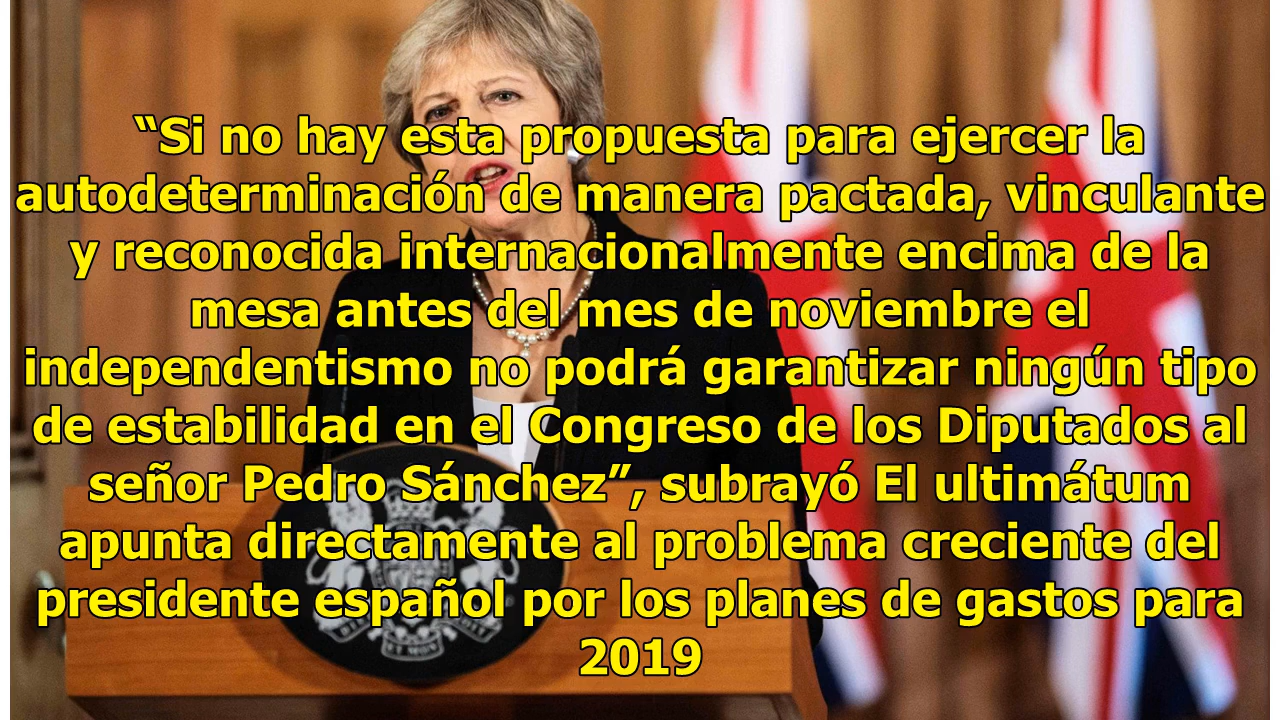 “Si no hay esta propuesta para ejercer la
autodeterminación de manera pactada, vinculante
y reconocida internacionalmente encima de la
mesa antes del mes de noviembre el
independentismo no podrá garantizar ningún tipo
de estabilidad en el Congreso de los Diputados al
señor Pedro Sánchez”, subrayó El ultimátum
apunta directamente al problema creciente del
presidente español por los planes de gastos para
2019